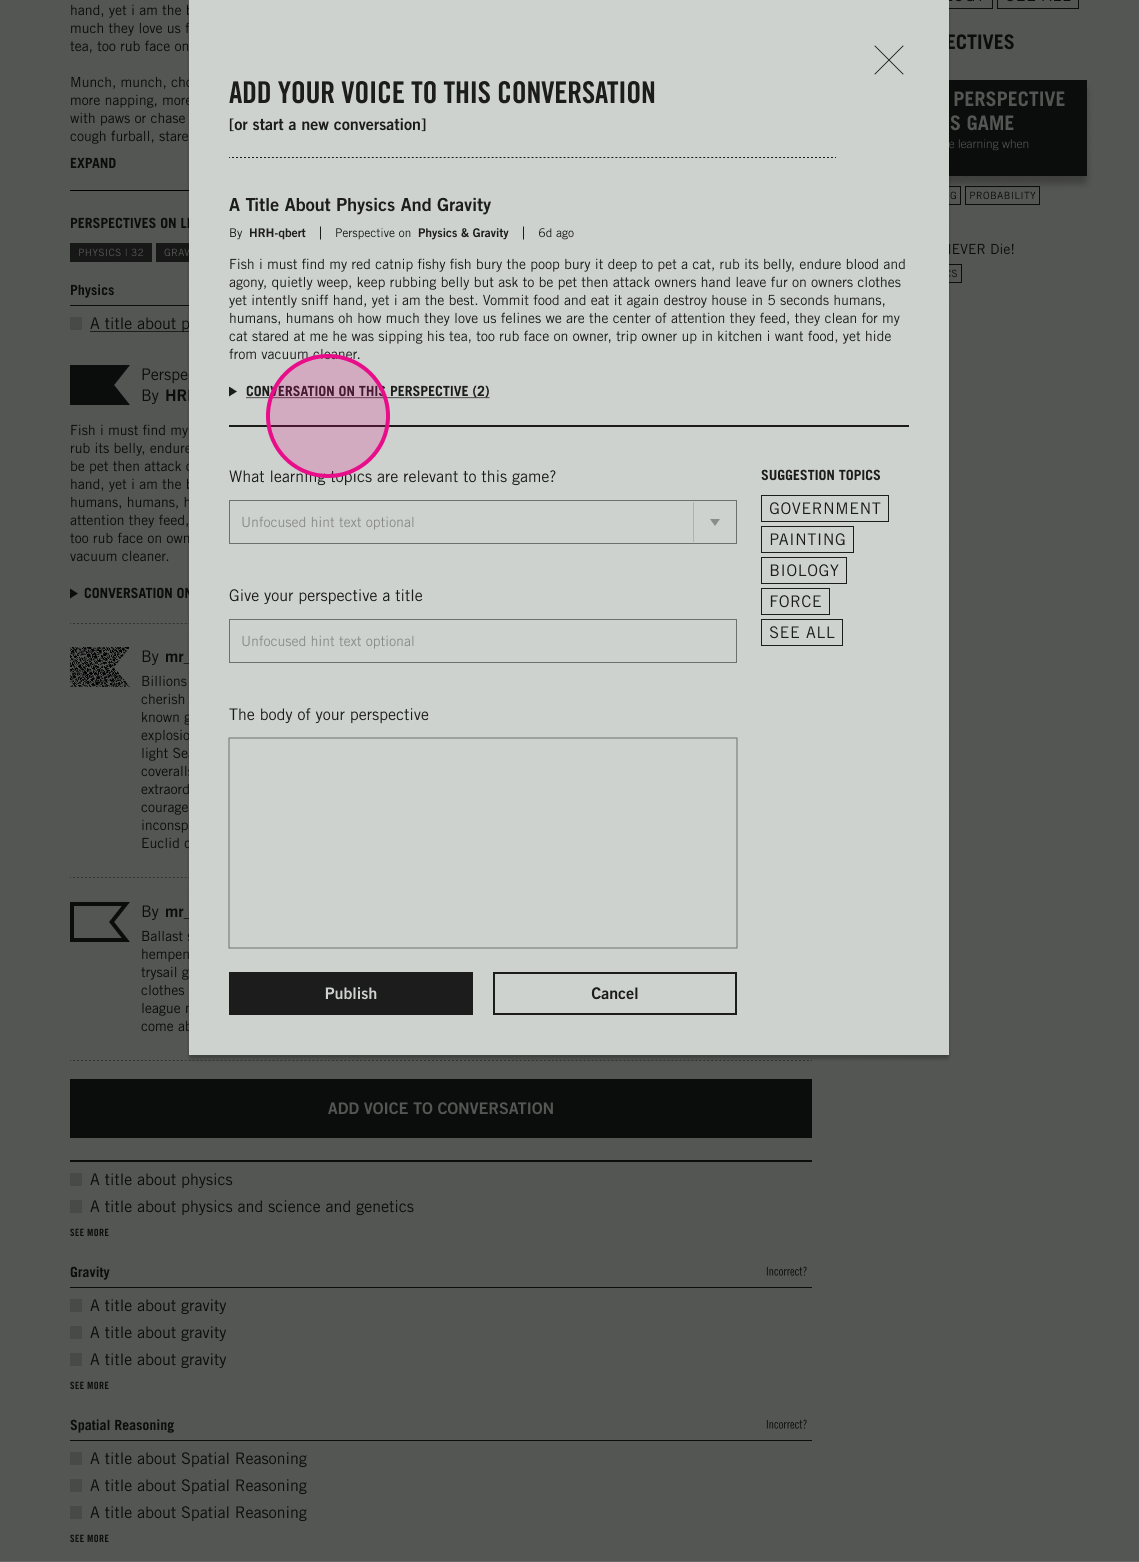 hand, yet i am the
much they love us f
tea, too rub face on
Munch, munch, cho
more napping, more
with paws or chase
cough furball, stare
EXPAND
PERSPECTIVES ON LE
PHYSICS | 32
GRAV
Physics
A title about p
Perspe
By HRH
Fish i must find my
rub its belly, endure
be pet then attack o
hand, yet i am the b
humans, humans, h
attention they feed,
too rub face on own
vacuum cleaner.
CONVERSATION ON
By mr_
Billions
cherish
known g
explosio
light Se
coveralls
extraord
courage
inconsp
Euclid c
By mr_
Ballast s
hempen
trysail g
clothes
league r
come ab
ADD YOUR VOICE TO THIS CONVERSATION
[or start a new conversation]
A Title About Physics And Gravity
By HRH-qbert | Perspective on Physics & Gravity | 6d ago
Fish i must find my red catnip fishy fish bury the poop bury it deep to pet a cat, rub its belly, endure blood and
agony, quietly weep, keep rubbing belly but ask to be pet then attack owners hand leave fur on owners clothes
yet intently sniff hand, yet i am the best. Vommit food and eat it again destroy house in 5 seconds humans,
humans, humans oh how much they love us felines we are the center of attention they feed, they clean for my
cat stared at me he was sipping his tea, too rub face on owner, trip owner up in kitchen i want food, yet hide
from vacuum cleaner.
CONVERSATION ON THIS PERSPECTIVE (2)
What learning topics are relevant to this game?
Unfocused hint text optional
Give your perspective a title
Unfocused hint text optional
The body of your perspective
Publish
Cancel
SUGGESTION TOPICS
GOVERNMENT
PAINTING
BIOLOGY
FORCE
SEE ALL
ECTIVES
PERSPECTIVE
S GAME
e learning when
G
PROBABILITY
NEVER Die!
CS
ADD VOICE TO CONVERSATION
A title about physics
A title about physics and science and genetics
SEE MORE
Gravity
Incorrect?
A title about gravity
A title about gravity
A title about gravity
SEE MORE
Spatial Reasoning
Incorrect?
A title about Spatial Reasoning
A title about Spatial Reasoning
A title about Spatial Reasoning
SEE MORE